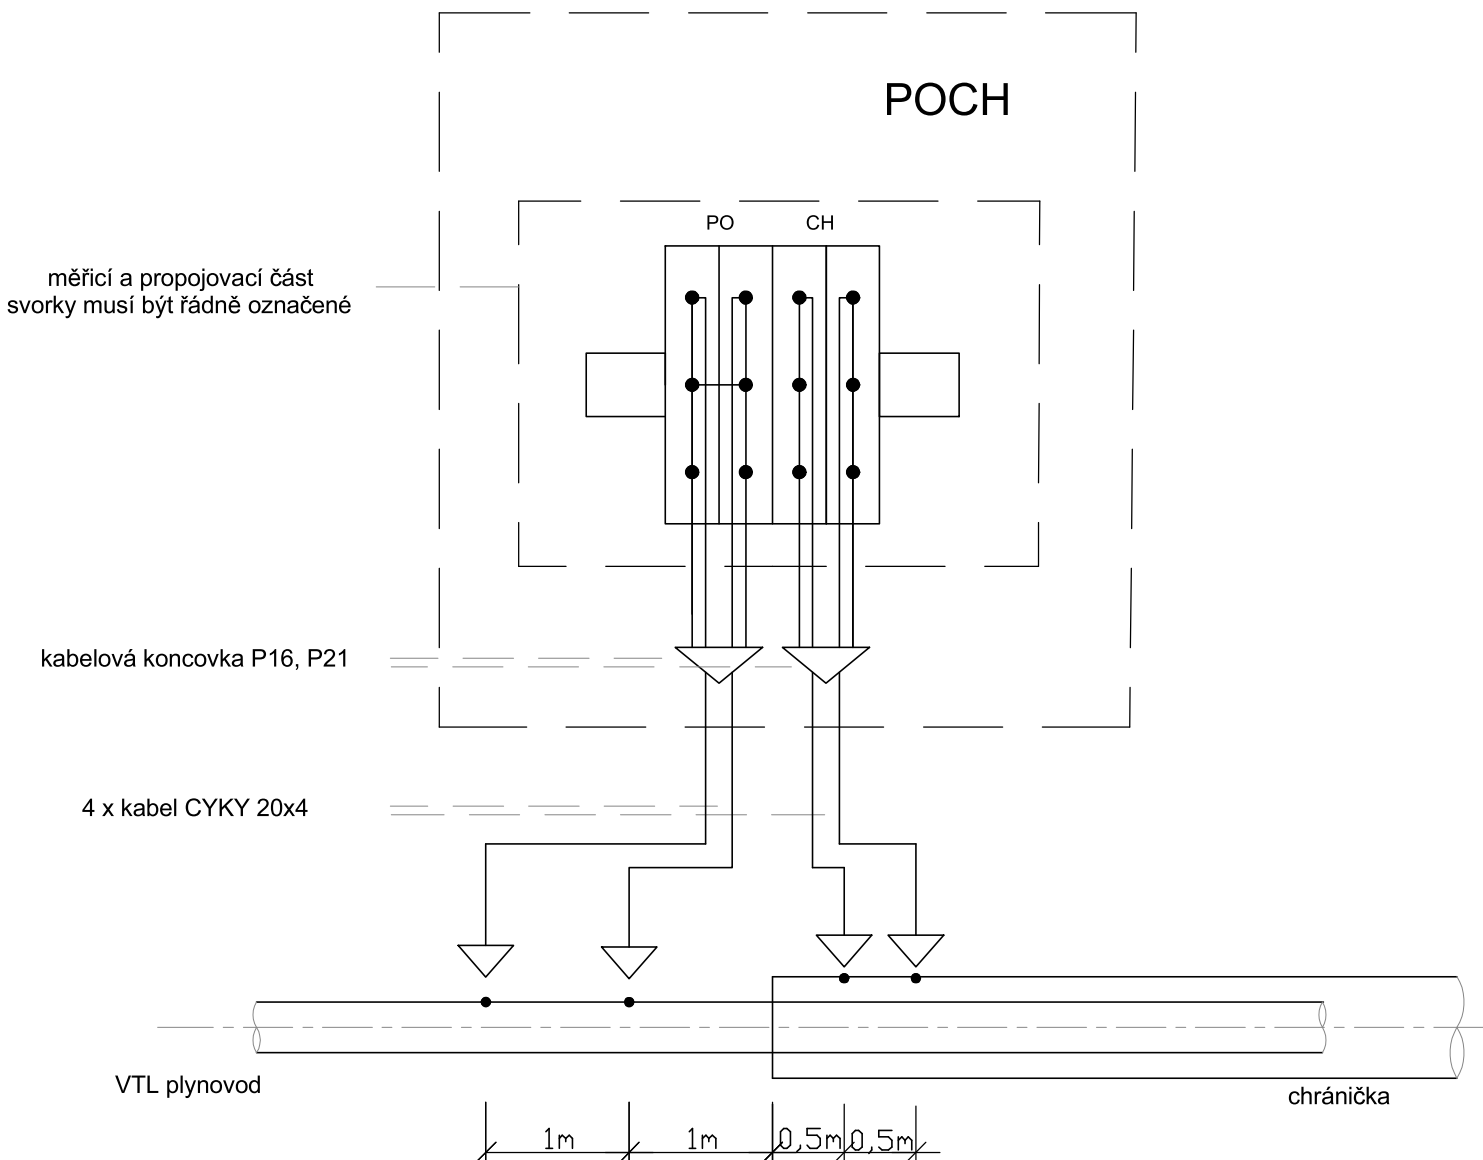 POCH
PO
CH
měřicí a propojovací část
svorky musí být řádně označené
kabelová koncovka P16, P21
4 x kabel CYKY 20x4
VTL plynovod
chránička
1m
1m
0,5m
0,5m